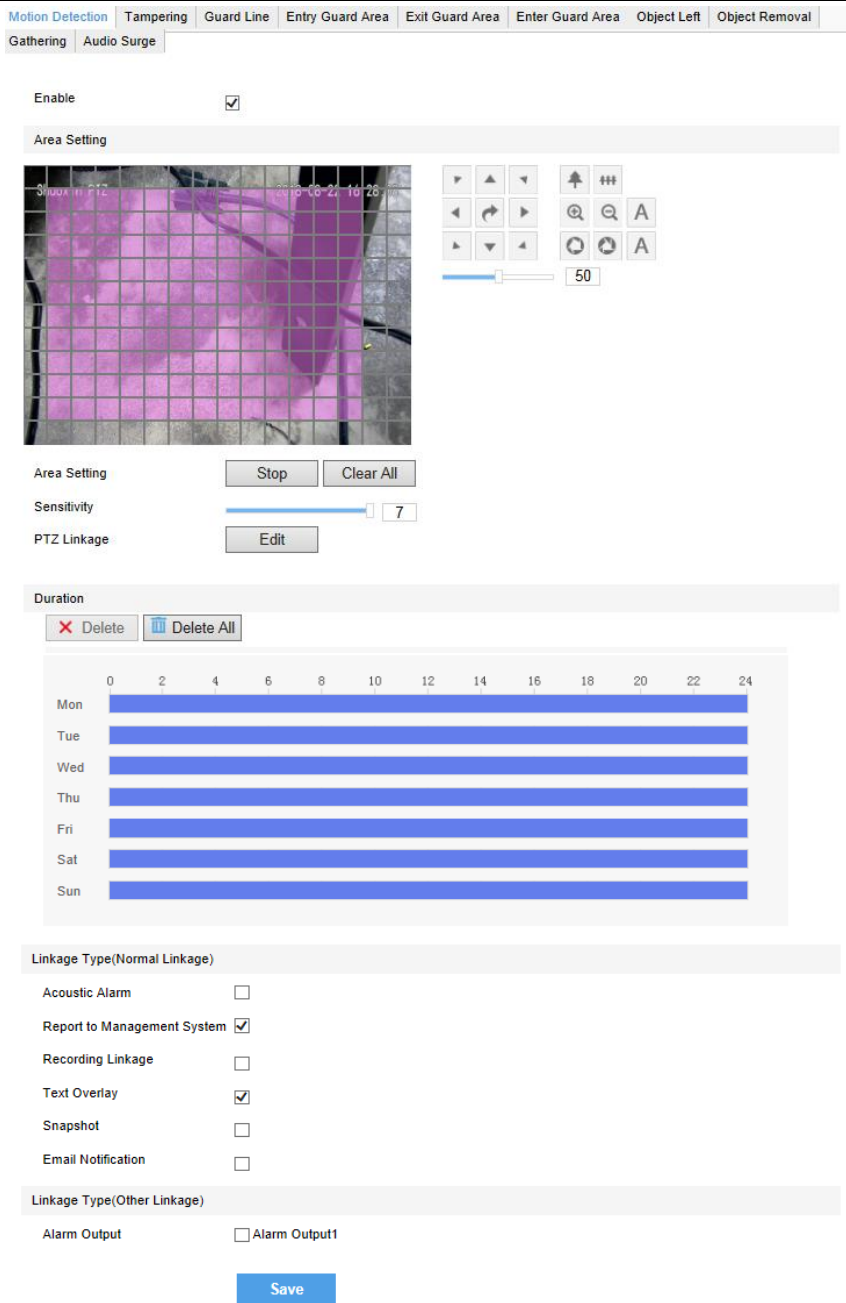 Motion Detection Tampering Guard Line Entry Guard Area Exit Guard Area Enter Guard Area Object Left Object Removal
Gathering Audio Surge
Enable
Area Setting
PTZ
16 28
A
A
50
Area Setting Stop Clear All
Sensitivity 7
PTZ Linkage Edit
Duration
Delete Delete All
0 2 4 6 8 10 12 14 16 18 20 22 24
Mon
Tue
Wed
Thu
Fri
Sat
Sun
Linkage Type(Normal Linkage)
Acoustic Alarm
Report to Management System
Recording Linkage
Text Overlay
Snapshot
Email Notification
Linkage Type(Other Linkage)
Alarm Output Alarm Output1
Save